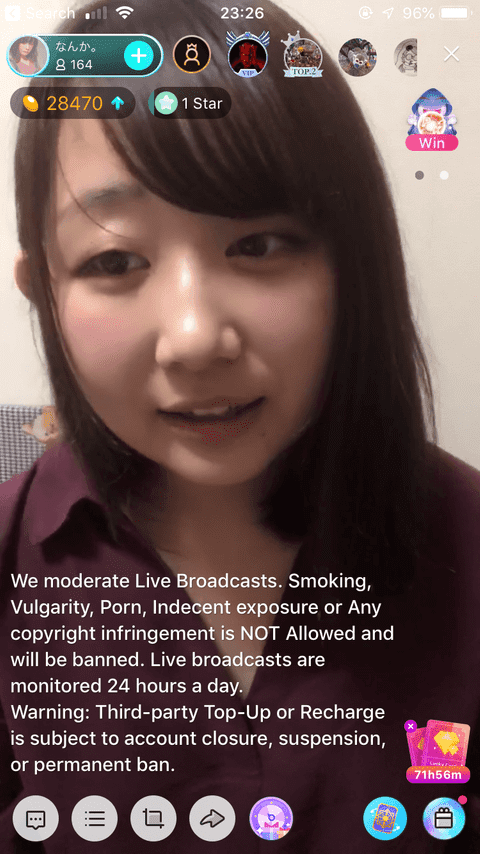 Search
23:26
96%
なんか。
164
VIP
TOP.2
28470
1 Star
Win
We moderate Live Broadcasts. Smoking,
Vulgarity, Porn, Indecent exposure or Any
copyright infringement is NOT Allowed and
will be banned. Live broadcasts are
monitored 24 hours a day.
Warning: Third-party Top-Up or Recharge
is subject to account closure, suspension,
or permanent ban.
71h56m